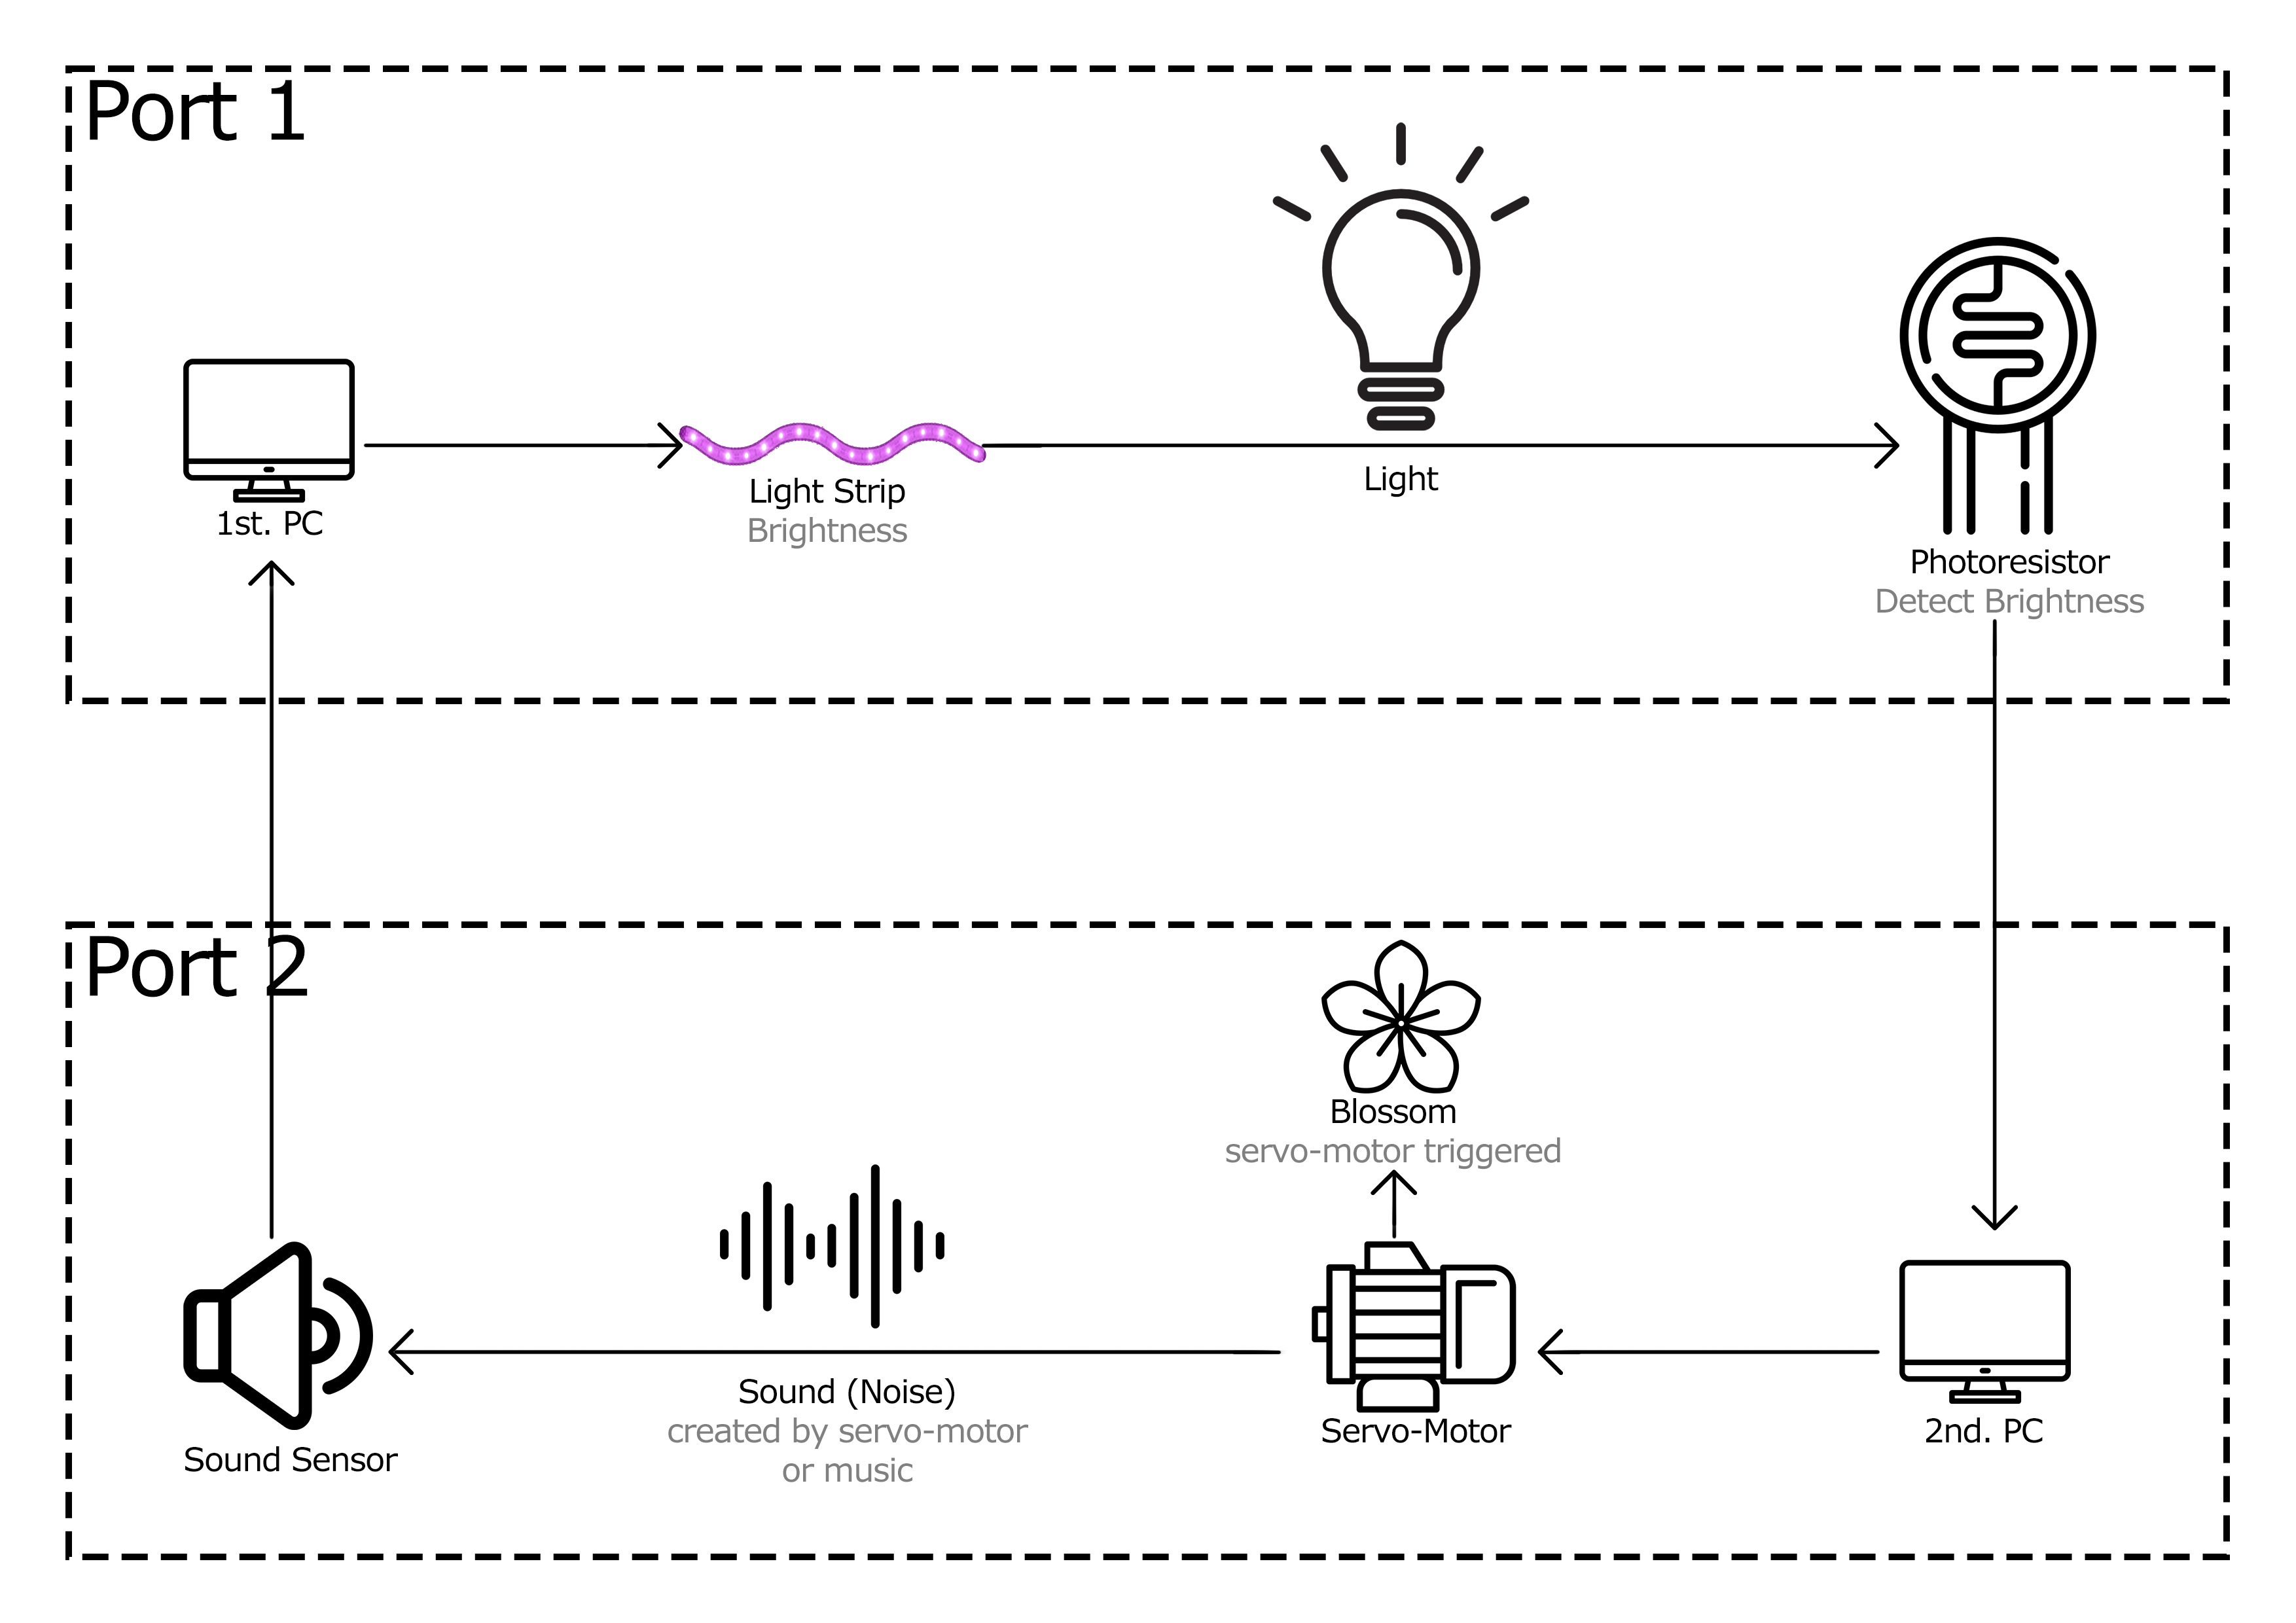 Port 1
1st. PC
Light Strip
Brightness
Light
Photoresistor
Detect Brightness
Port 2
Blossom
servo-motor triggered
Sound Sensor
Sound (Noise)
created by servo-motor
or music
Servo-Motor
2nd. PC